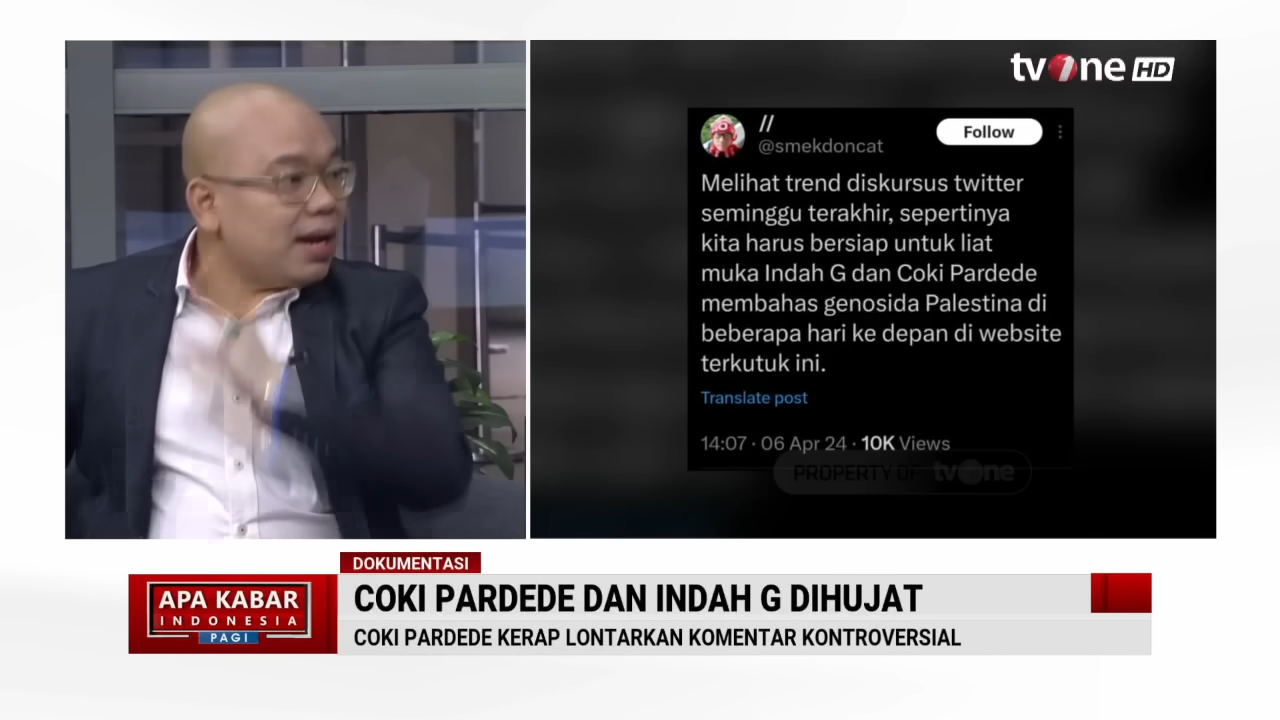 tvOne HD
//
@smekdoncat
Follow
Melihat trend diskursus twitter
seminggu terakhir, sepertinya
kita harus bersiap untuk liat
muka Indah G dan Coki Pardede
membahas genosida Palestina di
beberapa hari ke depan di website
terkutuk ini.
Translate post
14:07 · 06 Apr 24 · 10K Views
PROPERTY OF tvOne
DOKUMENTASI
APA KABAR
INDONESIA
PAGI
COKI PARDEDE DAN INDAH G DIHUJAT
COKI PARDEDE KERAP LONTARKAN KOMENTAR KONTROVERSIAL